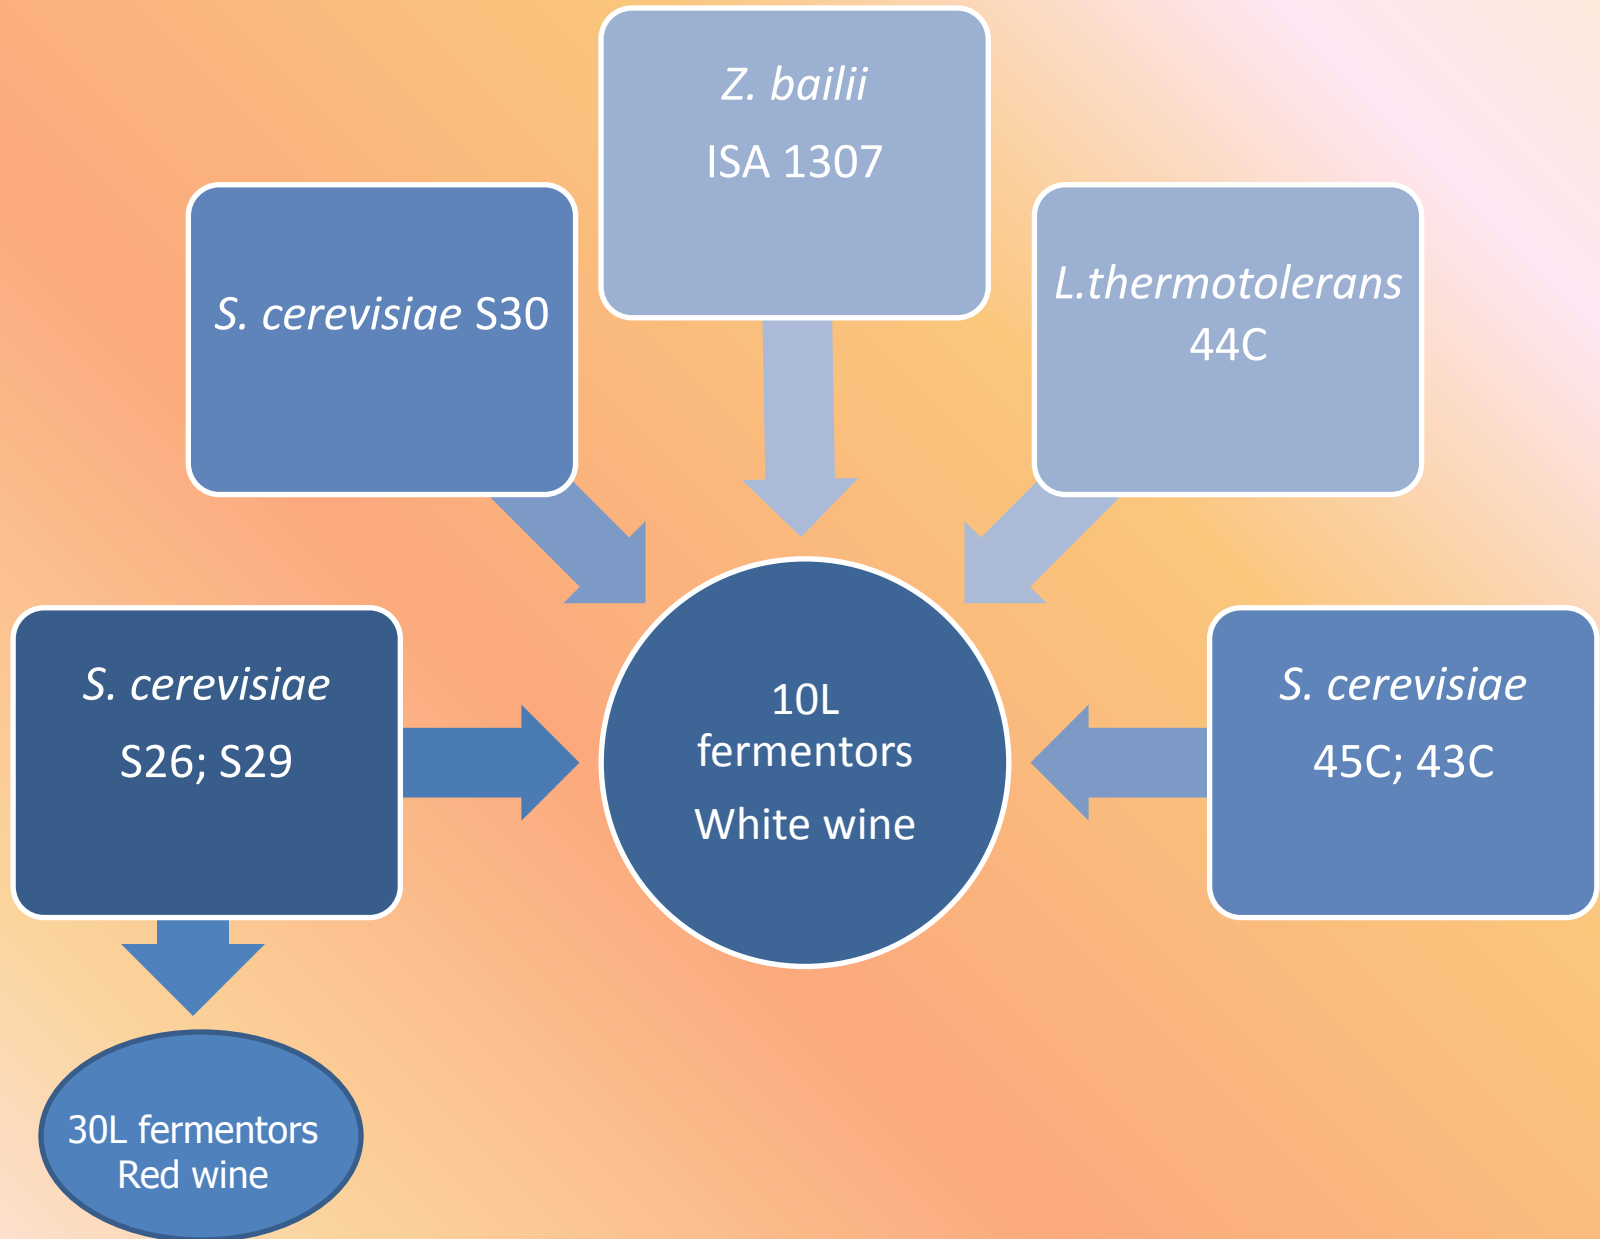 Z. bailii
ISA 1307
S. cerevisiae S30
L.thermotolerans
44C
S. cerevisiae
S26; S29
10L
fermentors
White wine
S. cerevisiae
45C; 43C
30L fermentors
Red wine